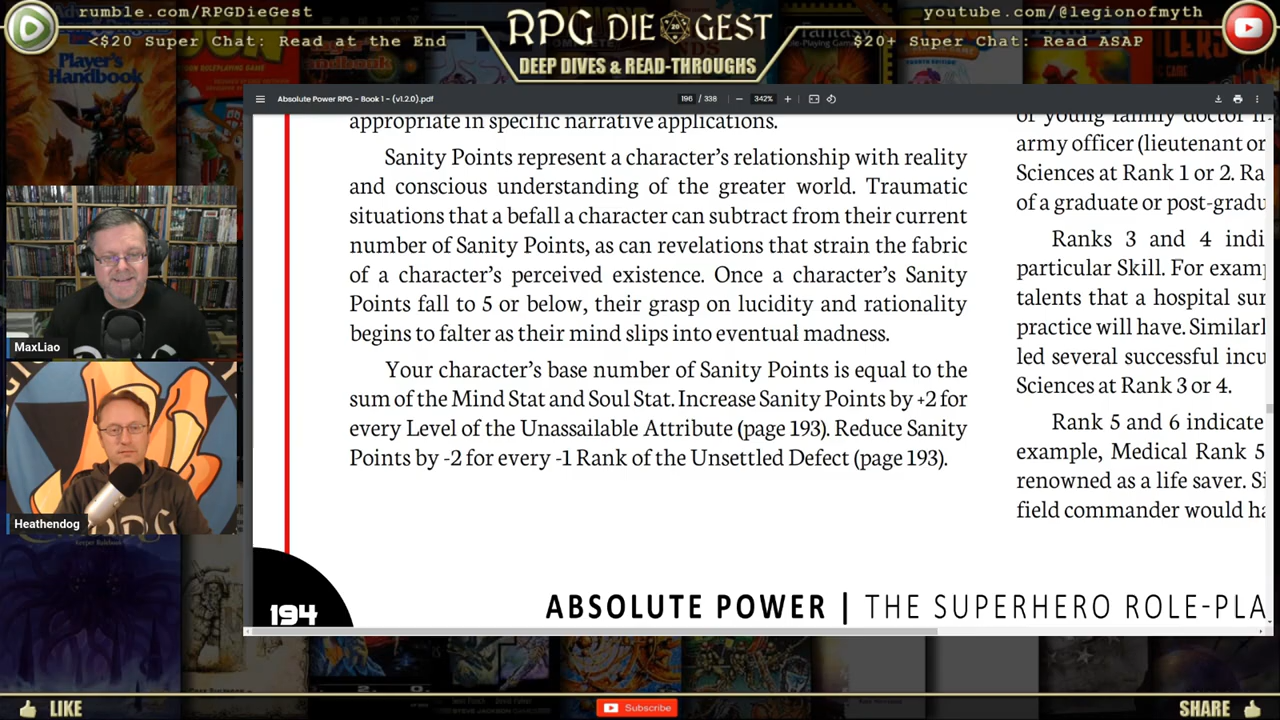 rumble.com/RPGDieGest
<$20 Super Chat: Read at the End
RPG DIE GEST
DEEP DIVES & READ-THROUGHS
youtube.com/@legionofmyth
$20+ Super Chat: Read ASAP
Player's
Handbook
Absolute Power RPG - Book 1 - (v1.2.0).pdf
196 / 338
342%
appropriate in specific narrative applications.
Sanity Points represent a character's relationship with reality
and conscious understanding of the greater world. Traumatic
situations that a befall a character can subtract from their current
number of Sanity Points, as can revelations that strain the fabric
of a character's perceived existence. Once a character's Sanity
Points fall to 5 or below, their grasp on lucidity and rationality
begins to falter as their mind slips into eventual madness.
Your character's base number of Sanity Points is equal to the
sum of the Mind Stat and Soul Stat. Increase Sanity Points by +2 for
every Level of the Unassailable Attribute (page 193). Reduce Sanity
Points by -2 for every -1 Rank of the Unsettled Defect (page 193).
of young family doctor
army officer (lieutenant or
Sciences at Rank 1 or 2. Ra
of a graduate or post-gradu
Ranks 3 and 4 indi
particular Skill. For examp
talents that a hospital sur
practice will have. Similarl
led several successful incu
Sciences at Rank 3 or 4.
Rank 5 and 6 indicate
example, Medical Rank 5
renowned as a life saver. Si
field commander would ha
194
ABSOLUTE POWER | THE SUPERHERO ROLE-PLA
MaxLiao
Heathendog
LIKE
Subscribe
SHARE